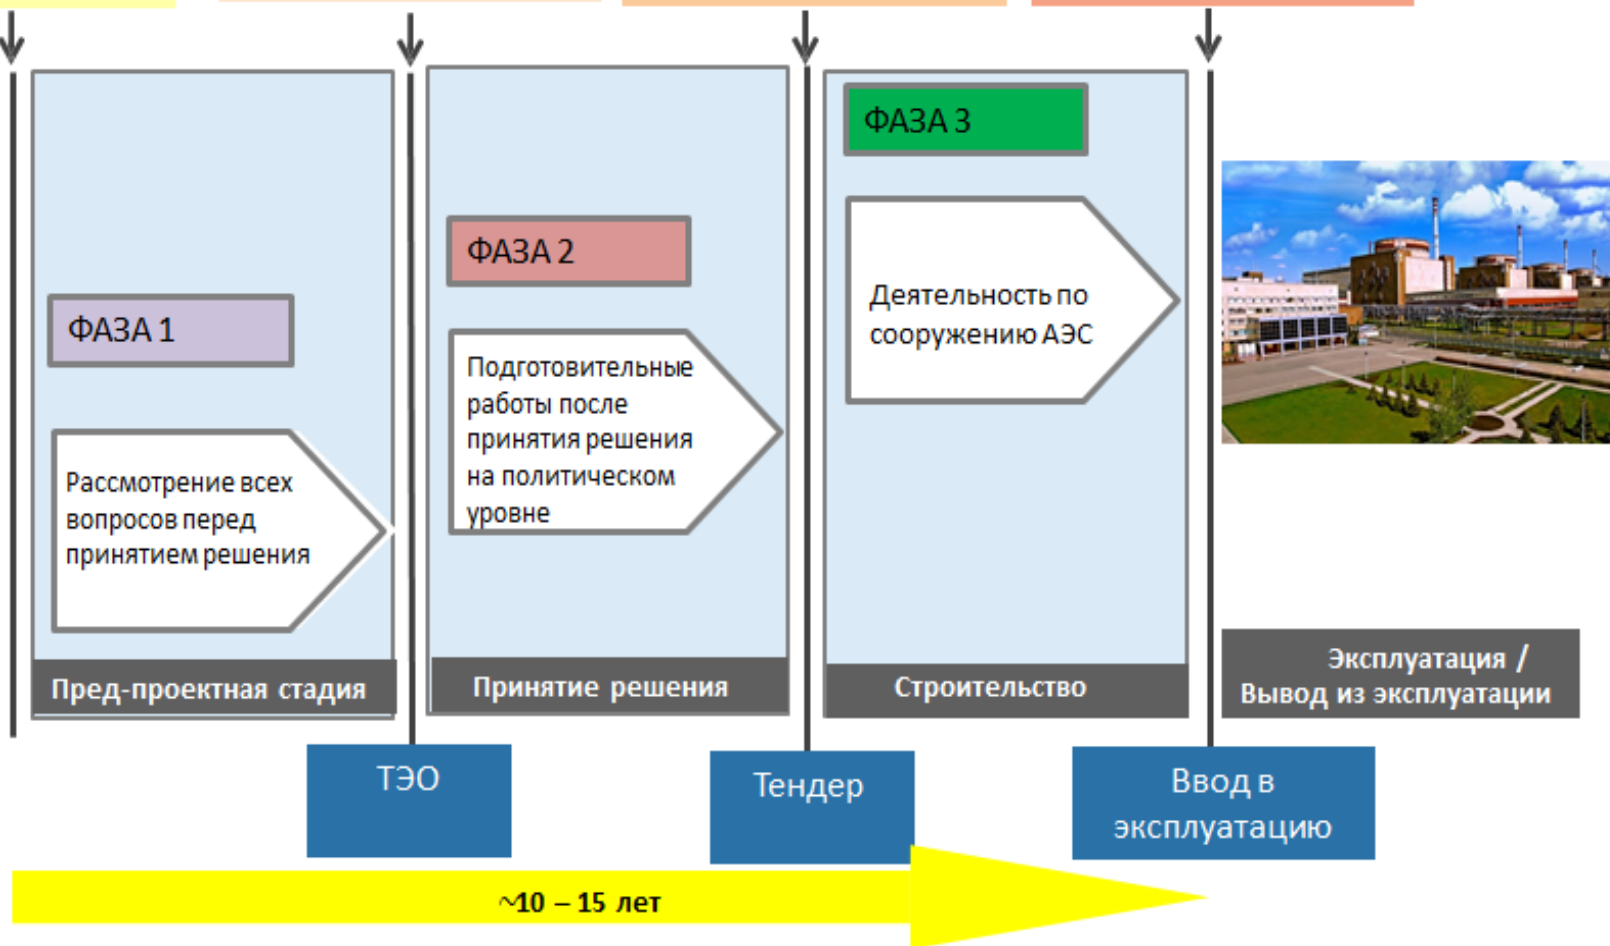 ФАЗА 1
Рассмотрение всех
вопросов перед
принятием решения
Пред-проектная стадия
ФАЗА 2
Подготовительные
работы после
принятия решения
на политическом
уровне
Принятие решения
ФАЗА 3
Деятельность по
сооружению АЭС
Строительство
Эксплуатация /
Вывод из эксплуатации
ТЭО
Тендер
Ввод в
эксплуатацию
~10 – 15 лет